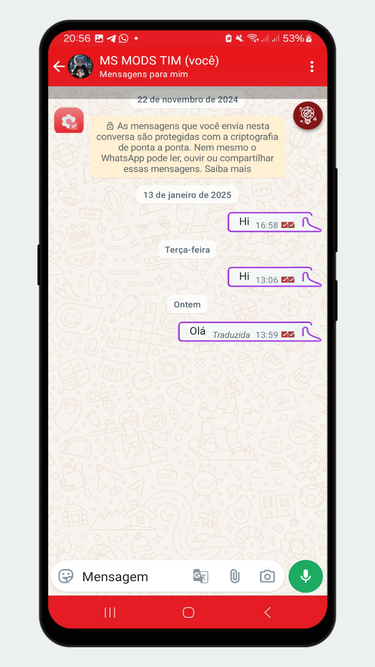 20:56
53%
MS MODS TIM (você)
Mensagens para mim
22 de novembro de 2024
As mensagens que você envia nesta
conversa são protegidas com a criptografia
de ponta a ponta. Nem mesmo o
WhatsApp pode ler, ouvir ou compartilhar
essas mensagens. Saiba mais
13 de janeiro de 2025
Hi 16:58
Terça-feira
Hi 13:06
Ontem
Olá Traduzida 13:59
Mensagem